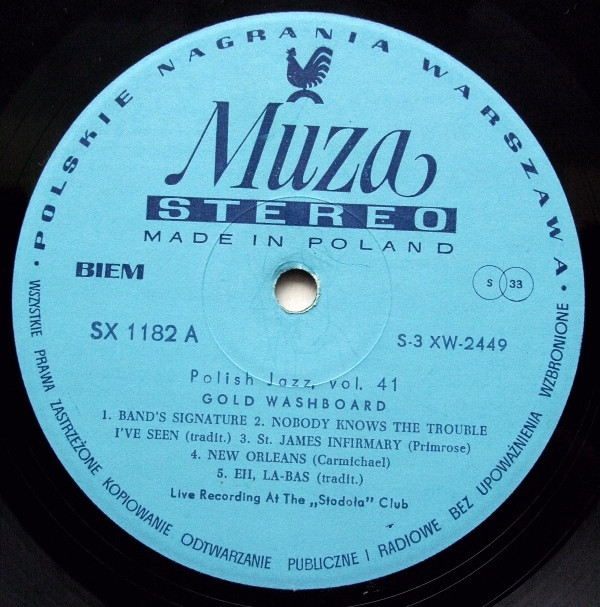 POLSKIE NAGRANIA WARSZAWA
Muza
STEREO
MADE IN POLAND
BIEM
S 33
SX 1182 A
S-3 XW-2449
Polish Jazz, vol. 41
GOLD WASHBOARD
1. BAND'S SIGNATURE 2. NOBODY KNOWS THE TROUBLE
I'VE SEEN (tradit.) 3. St. JAMES INFIRMARY (Primrose)
4. NEW ORLEANS (Carmichael)
5. EH, LA-BAS (tradit.)
Live Recording At The „Stodoła" Club
· WSZYSTKIE PRAWA ZASTRZEŻONE KOPIOWANIE ODTWARZANIE PUBLICZNE I RADIOWE BEZ UPOWAŻNIENIA WZBRONIONE ·